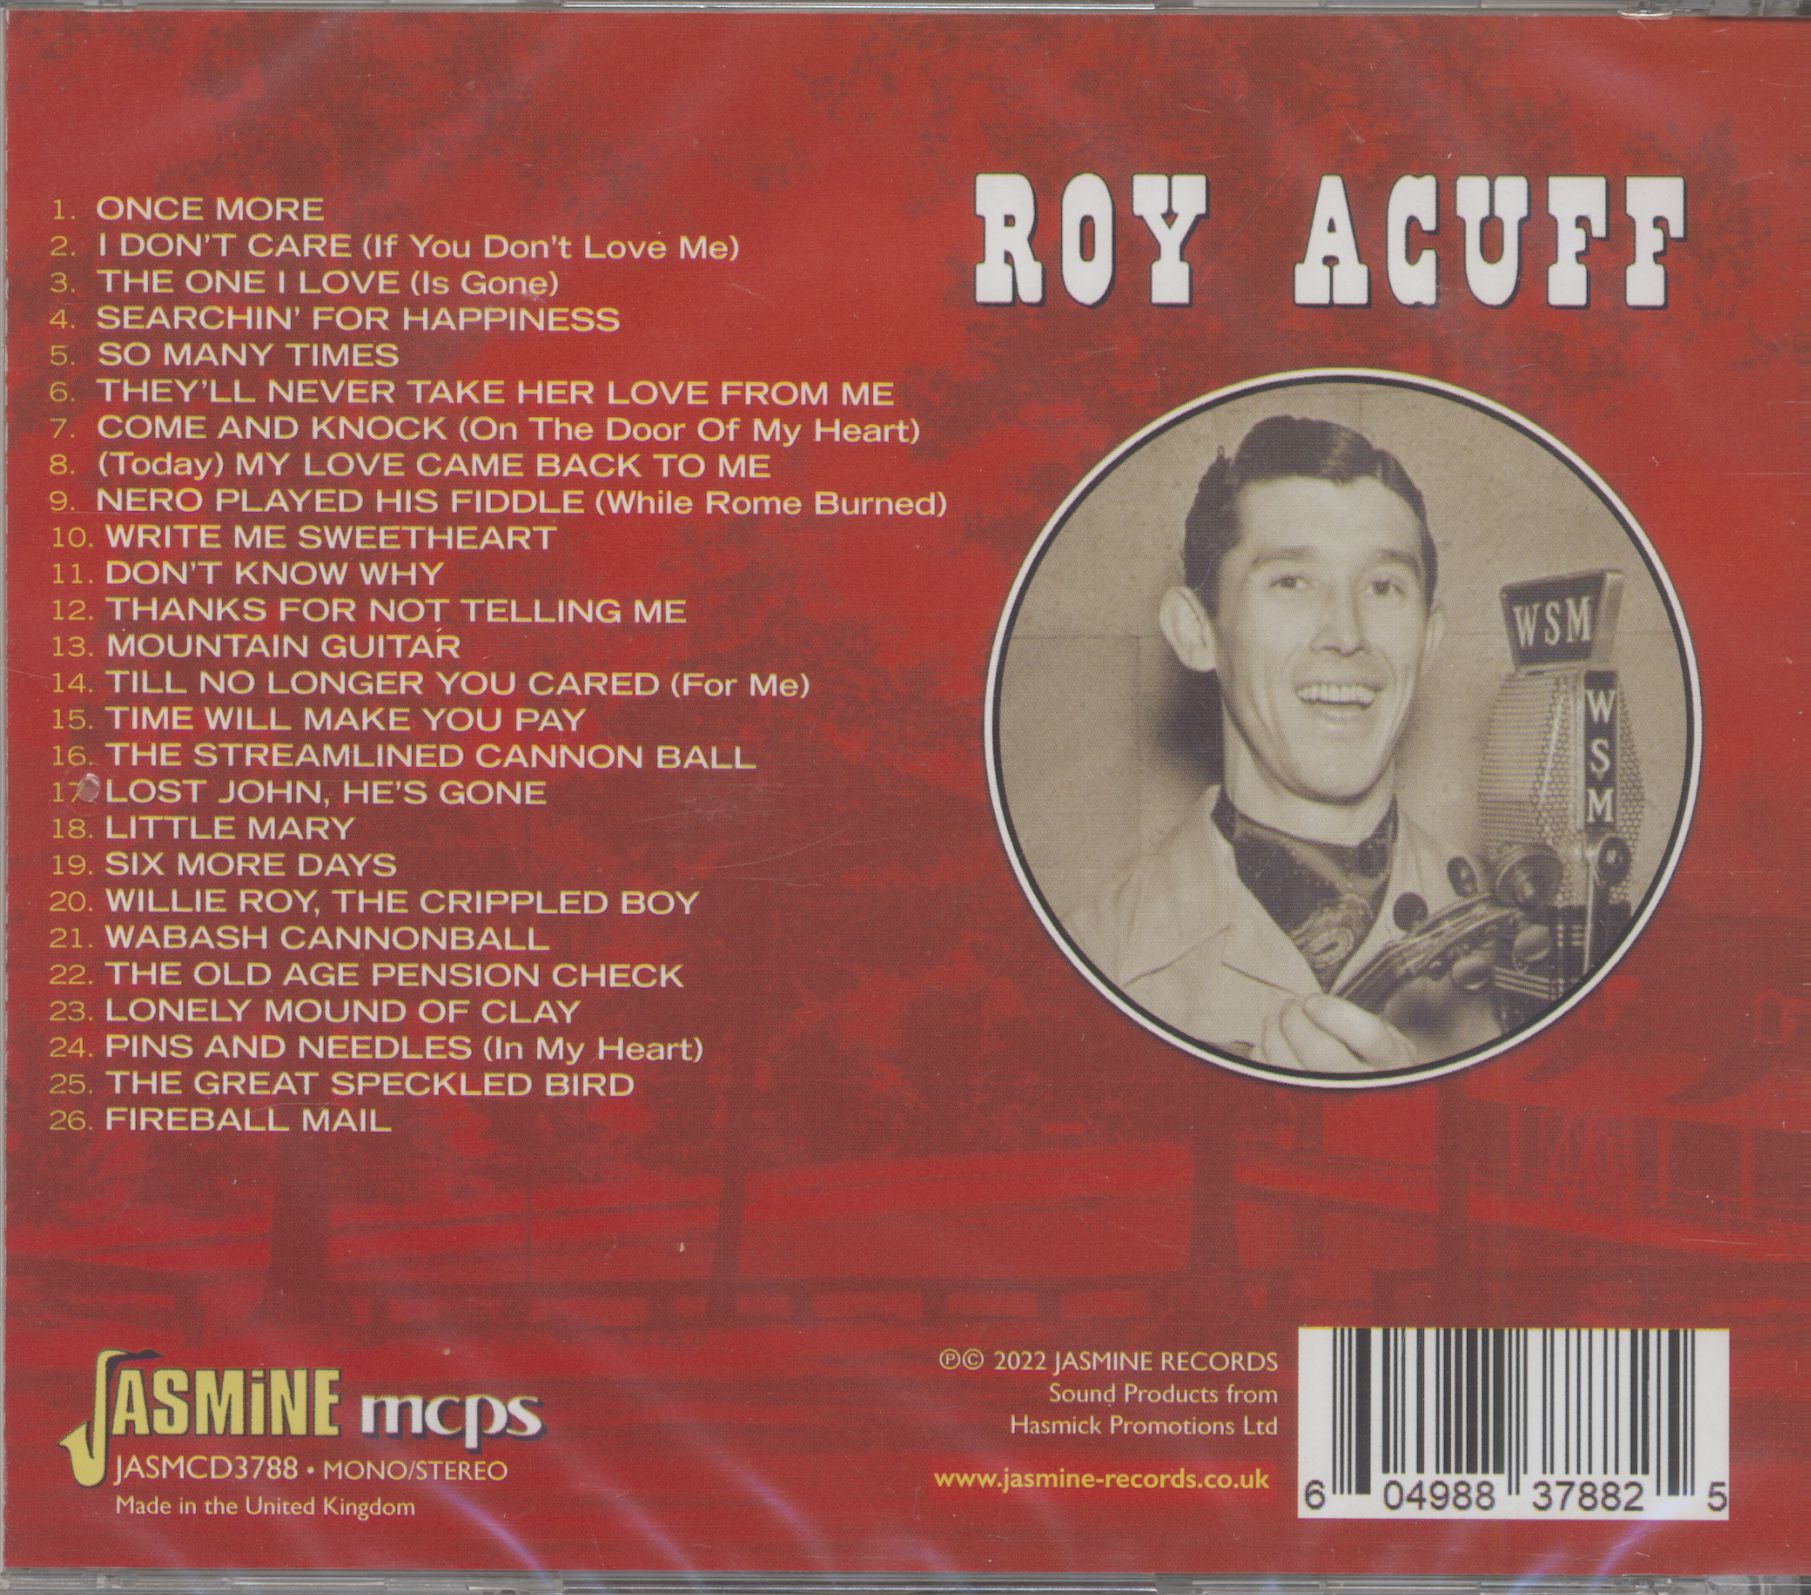 ROY ACUFF
1. ONCE MORE
2. I DON'T CARE (If You Don't Love Me)
3. THE ONE I LOVE (Is Gone)
4. SEARCHIN' FOR HAPPINESS
5. SO MANY TIMES
6. THEY'LL NEVER TAKE HER LOVE FROM ME
7. COME AND KNOCK (On The Door Of My Heart)
8. (Today) MY LOVE CAME BACK TO ME
9. NERO PLAYED HIS FIDDLE (While Rome Burned)
10. WRITE ME SWEETHEART
11. DON'T KNOW WHY
12. THANKS FOR NOT TELLING ME
13. MOUNTAIN GUITAR
14. TILL NO LONGER YOU CARED (For Me)
15. TIME WILL MAKE YOU PAY
16. THE STREAMLINED CANNON BALL
17. LOST JOHN, HE'S GONE
18. LITTLE MARY
19. SIX MORE DAYS
20. WILLIE ROY, THE CRIPPLED BOY
21. WABASH CANNONBALL
22. THE OLD AGE PENSION CHECK
23. LONELY MOUND OF CLAY
24. PINS AND NEEDLES (In My Heart)
25. THE GREAT SPECKLED BIRD
26. FIREBALL MAIL
WSM
WSM
JASMiNE mcps
JASMCD3788 • MONO/STEREO
Made in the United Kingdom
℗© 2022 JASMINE RECORDS
Sound Products from
Hasmick Promotions Ltd
www.jasmine-records.co.uk
6 04988 37882 5